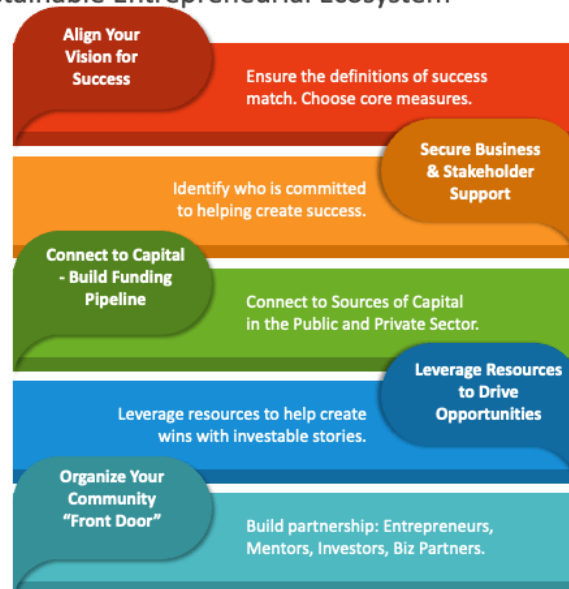 Entrepreneurial Ecosystem
Align Your
Vision for
Success
Ensure the definitions of success
match. Choose core measures.
Secure Business
& Stakeholder
Support
Identify who is committed
to helping create success.
Connect to Capital
- Build Funding
Pipeline
Connect to Sources of Capital
in the Public and Private Sector.
Leverage Resources
to Drive
Opportunities
Leverage resources to help create
wins with investable stories.
Organize Your
Community
“Front Door”
Build partnership: Entrepreneurs,
Mentors, Investors, Biz Partners.